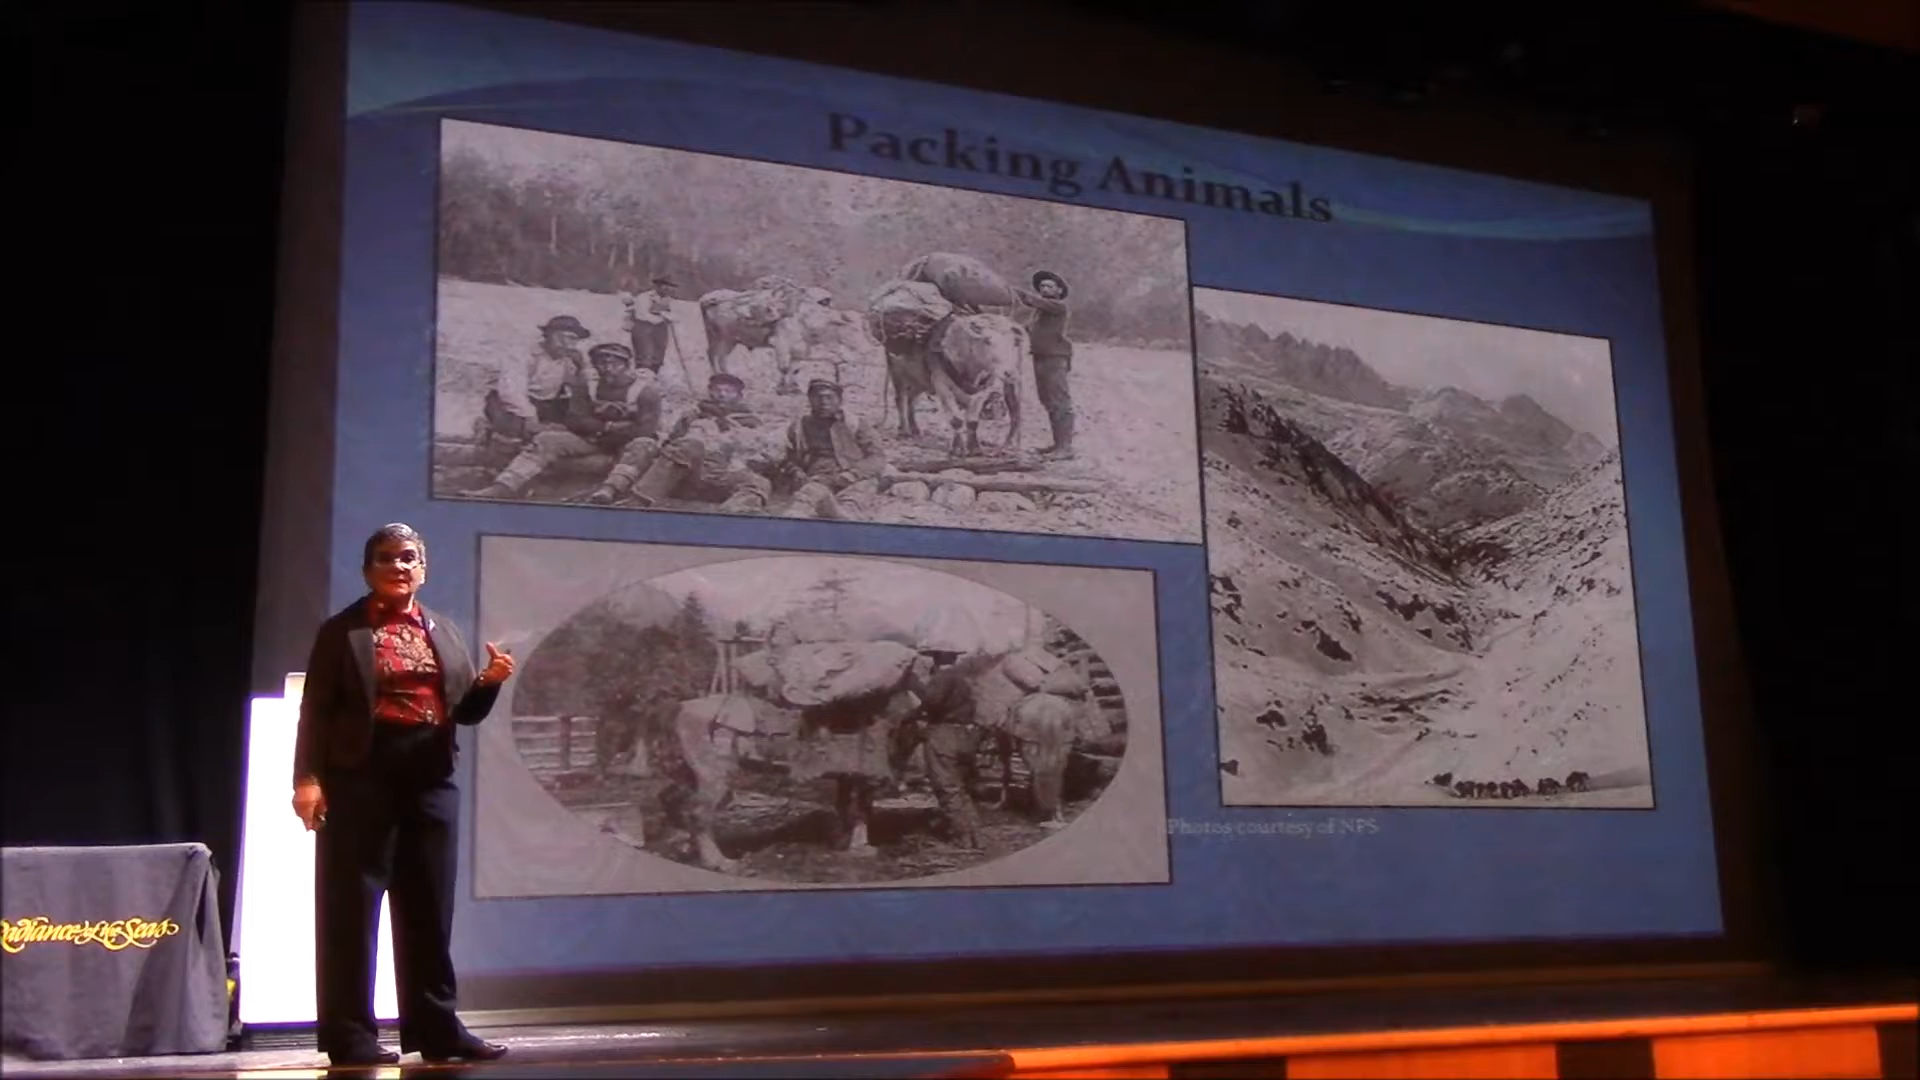 Packing Animals
Photos courtesy of NPS
Radiance of the Seas